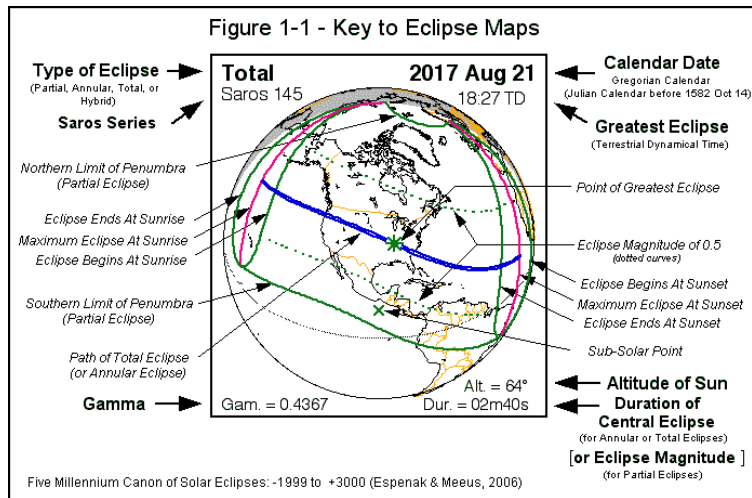 Figure 1-1 - Key to Eclipse Maps
Type of Eclipse
(Partial, Annular, Total, or
Hybrid)
Saros Series
Total
2017 Aug 21
Saros 145
18:27 TD
Calendar Date
Gregorian Calendar
(Julian Calendar before 1582 Oct 14)
Greatest Eclipse
(Terrestrial Dynamical Time)
Northern Limit of Penumbra
(Partial Eclipse)
Eclipse Ends At Sunrise
Maximum Eclipse At Sunrise
Eclipse Begins At Sunrise
Southern Limit of Penumbra
(Partial Eclipse)
Path of Total Eclipse
(or Annular Eclipse)
Gamma
Point of Greatest Eclipse
Eclipse Magnitude of 0.5
(dotted curves)
Eclipse Begins At Sunset
Maximum Eclipse At Sunset
Eclipse Ends At Sunset
Sub-Solar Point
Alt. = 64°
Gam. = 0.4367
Dur. = 02m40s
Altitude of Sun
Duration of
Central Eclipse
(for Annular or Total Eclipses)
[or Eclipse Magnitude]
(for Partial Eclipses)
Five Millennium Canon of Solar Eclipses: -1999 to +3000 (Espenak & Meeus, 2006)